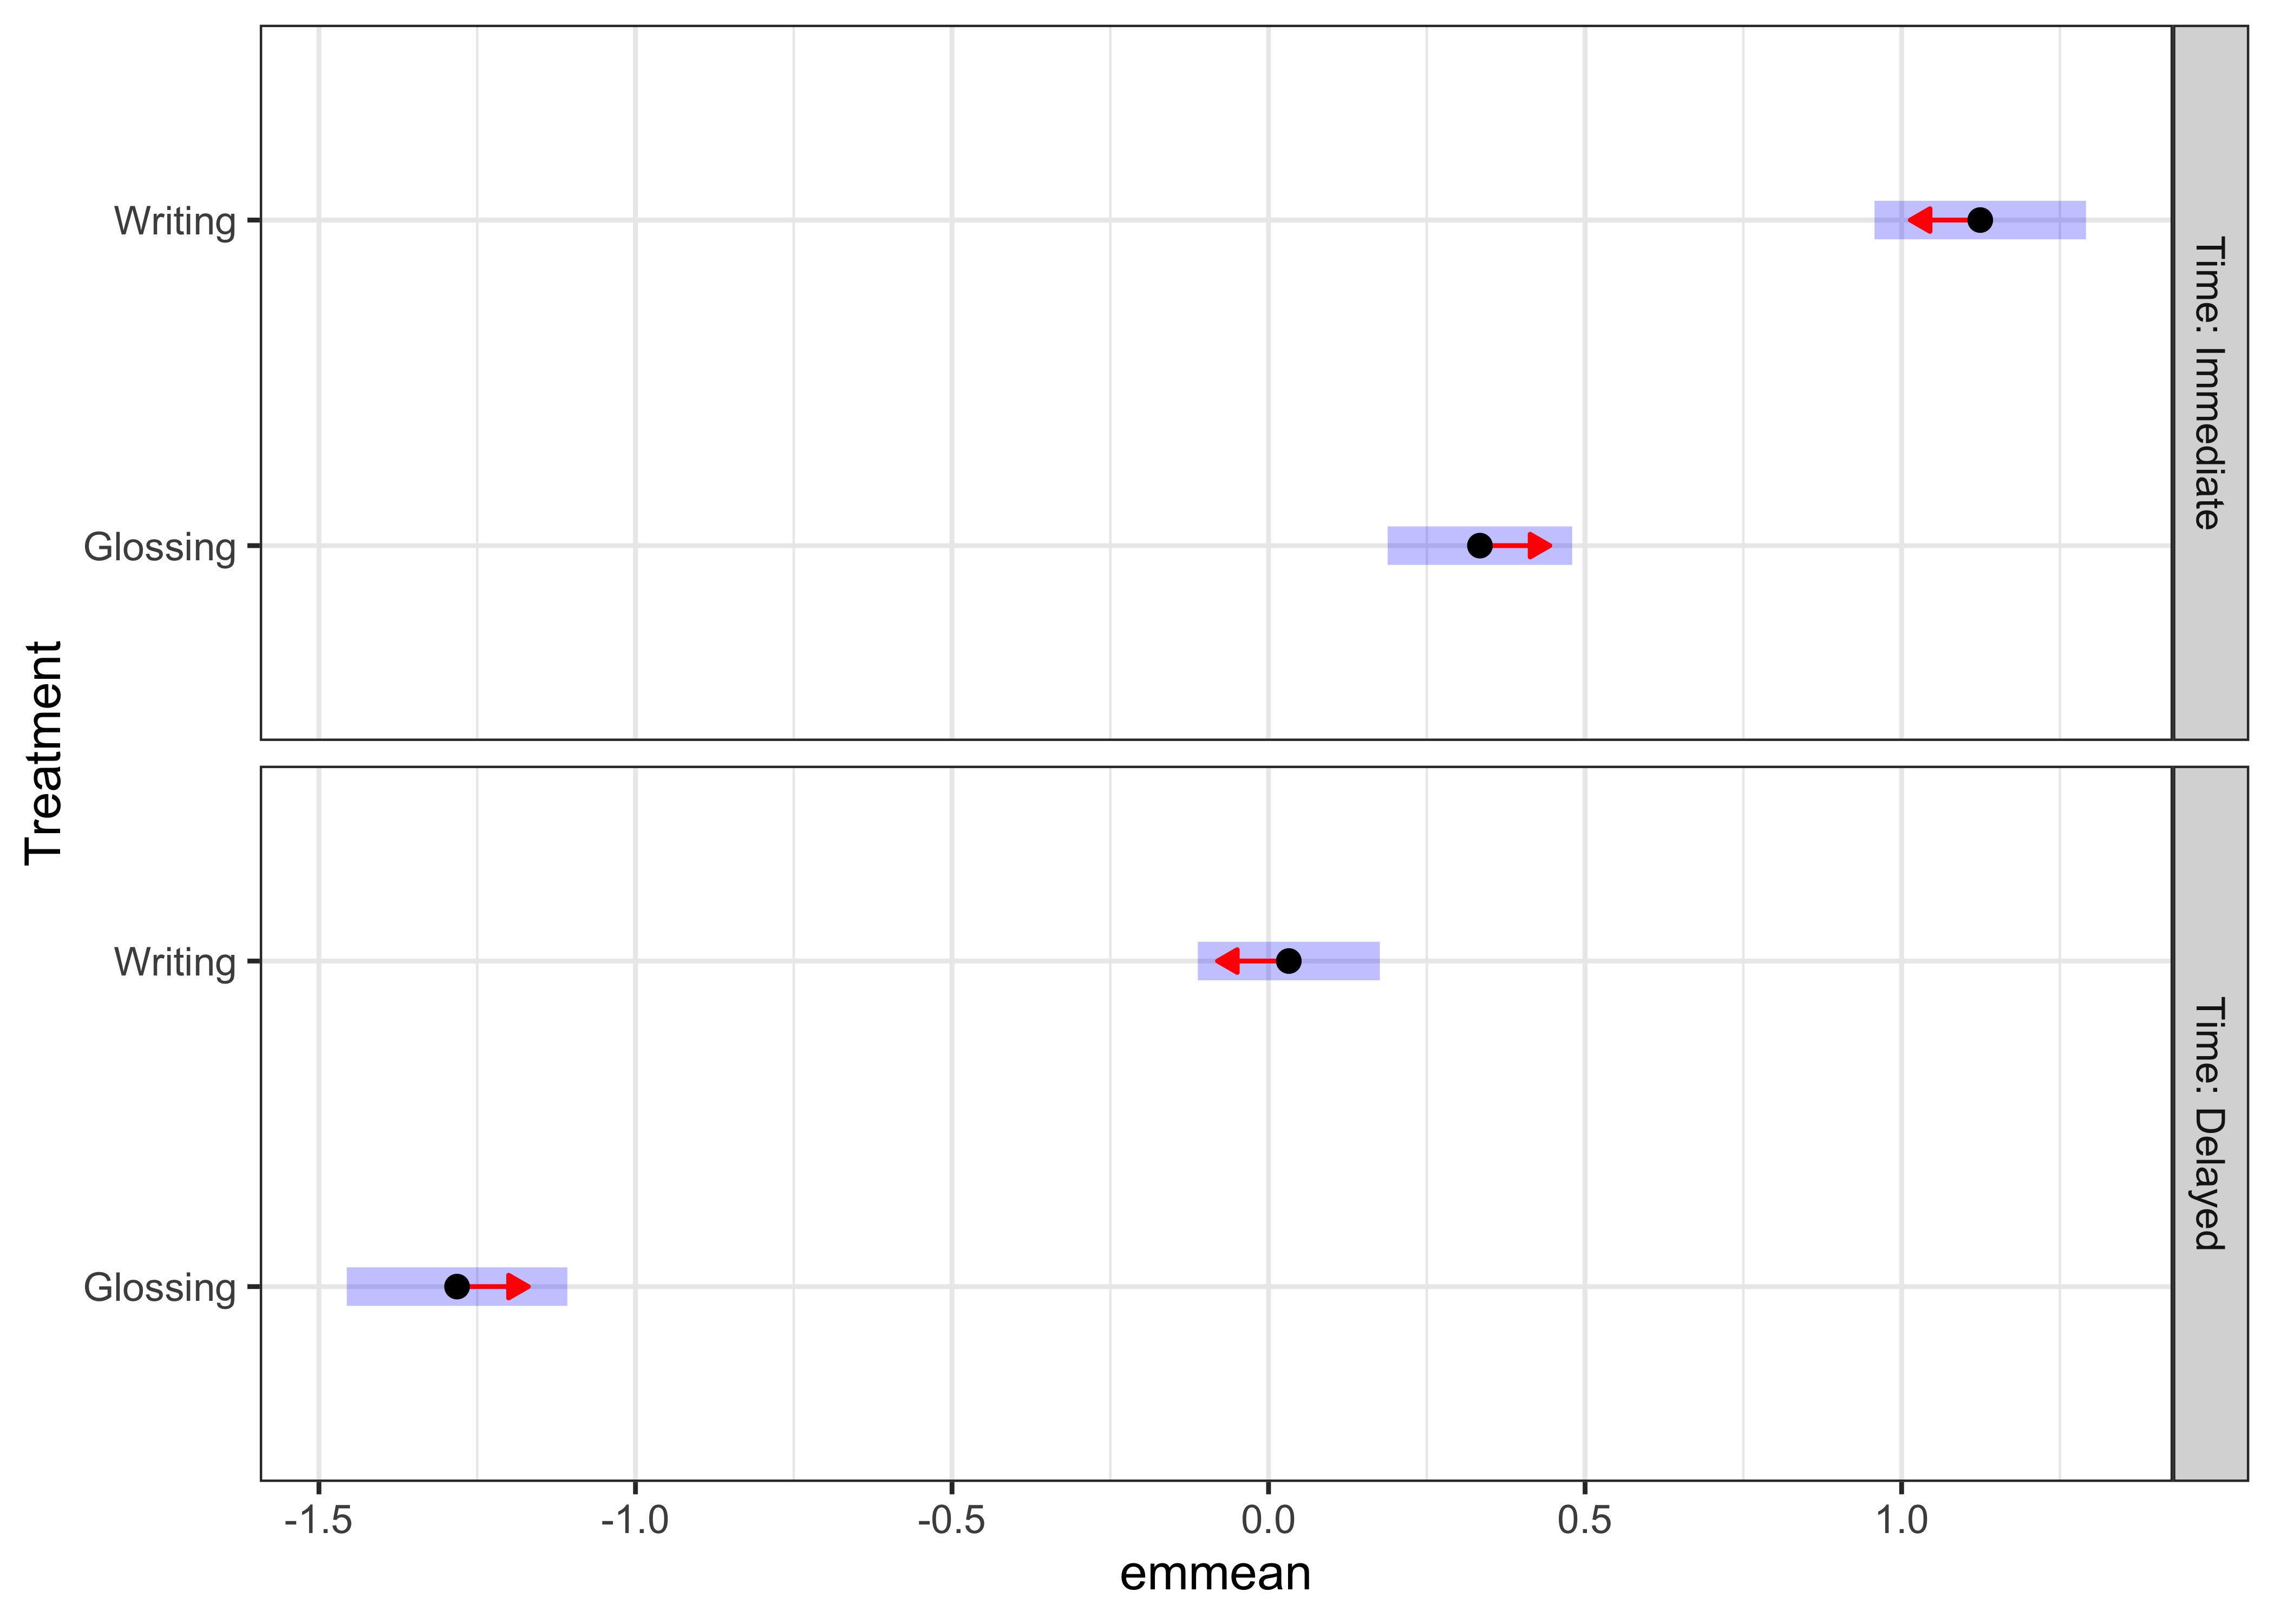 Treatment
Writing
Glossing
Time: Immediate
Writing
Glossing
Time: Delayed
-1.5
-1.0
-0.5
0.0
0.5
1.0
emmean